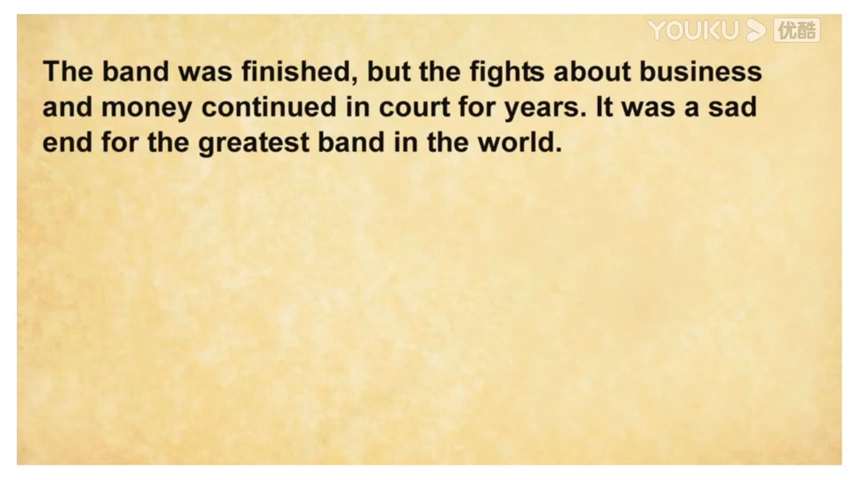 YOUKU 优酷
The band was finished, but the fights about business
and money continued in court for years. It was a sad
end for the greatest band in the world.